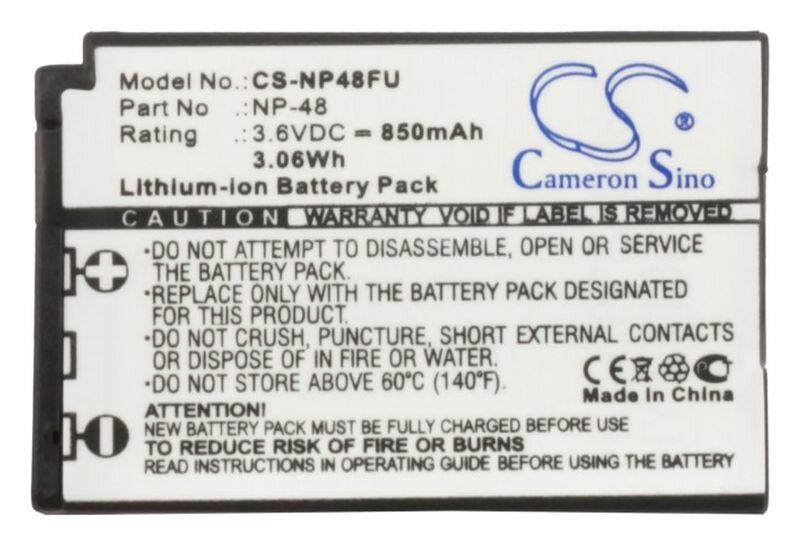 Model No.: CS-NP48FU
Part No : NP-48
Rating : 3.6VDC ⎓ 850mAh
3.06Wh
Lithium-ion Battery Pack
CS®
Cameron Sino
CAUTION WARRANTY VOID IF LABEL IS REMOVED
·DO NOT ATTEMPT TO DISASSEMBLE, OPEN OR SERVICE
THE BATTERY PACK.
·REPLACE ONLY WITH THE BATTERY PACK DESIGNATED
FOR THIS PRODUCT.
·DO NOT CRUSH, PUNCTURE, SHORT EXTERNAL CONTACTS
OR DISPOSE OF IN FIRE OR WATER.
·DO NOT STORE ABOVE 60°C (140°F).
CE
Made In China
ATTENTION!
NEW BATTERY PACK MUST BE FULLY CHARGED BEFORE USE
TO REDUCE RISK OF FIRE OR BURNS
READ INSTRUCTIONS IN OPERATING GUIDE BEFORE USING THE BATTERY